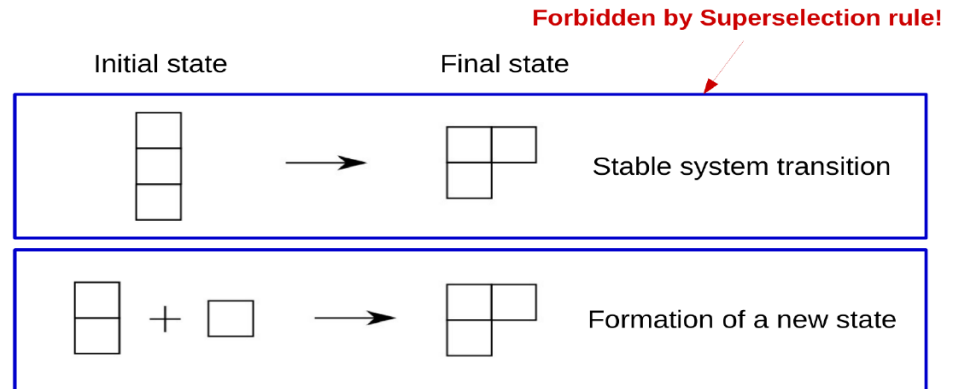 Forbidden by Superselection rule!
Initial state
Final state
Stable system transition
+
Formation of a new state